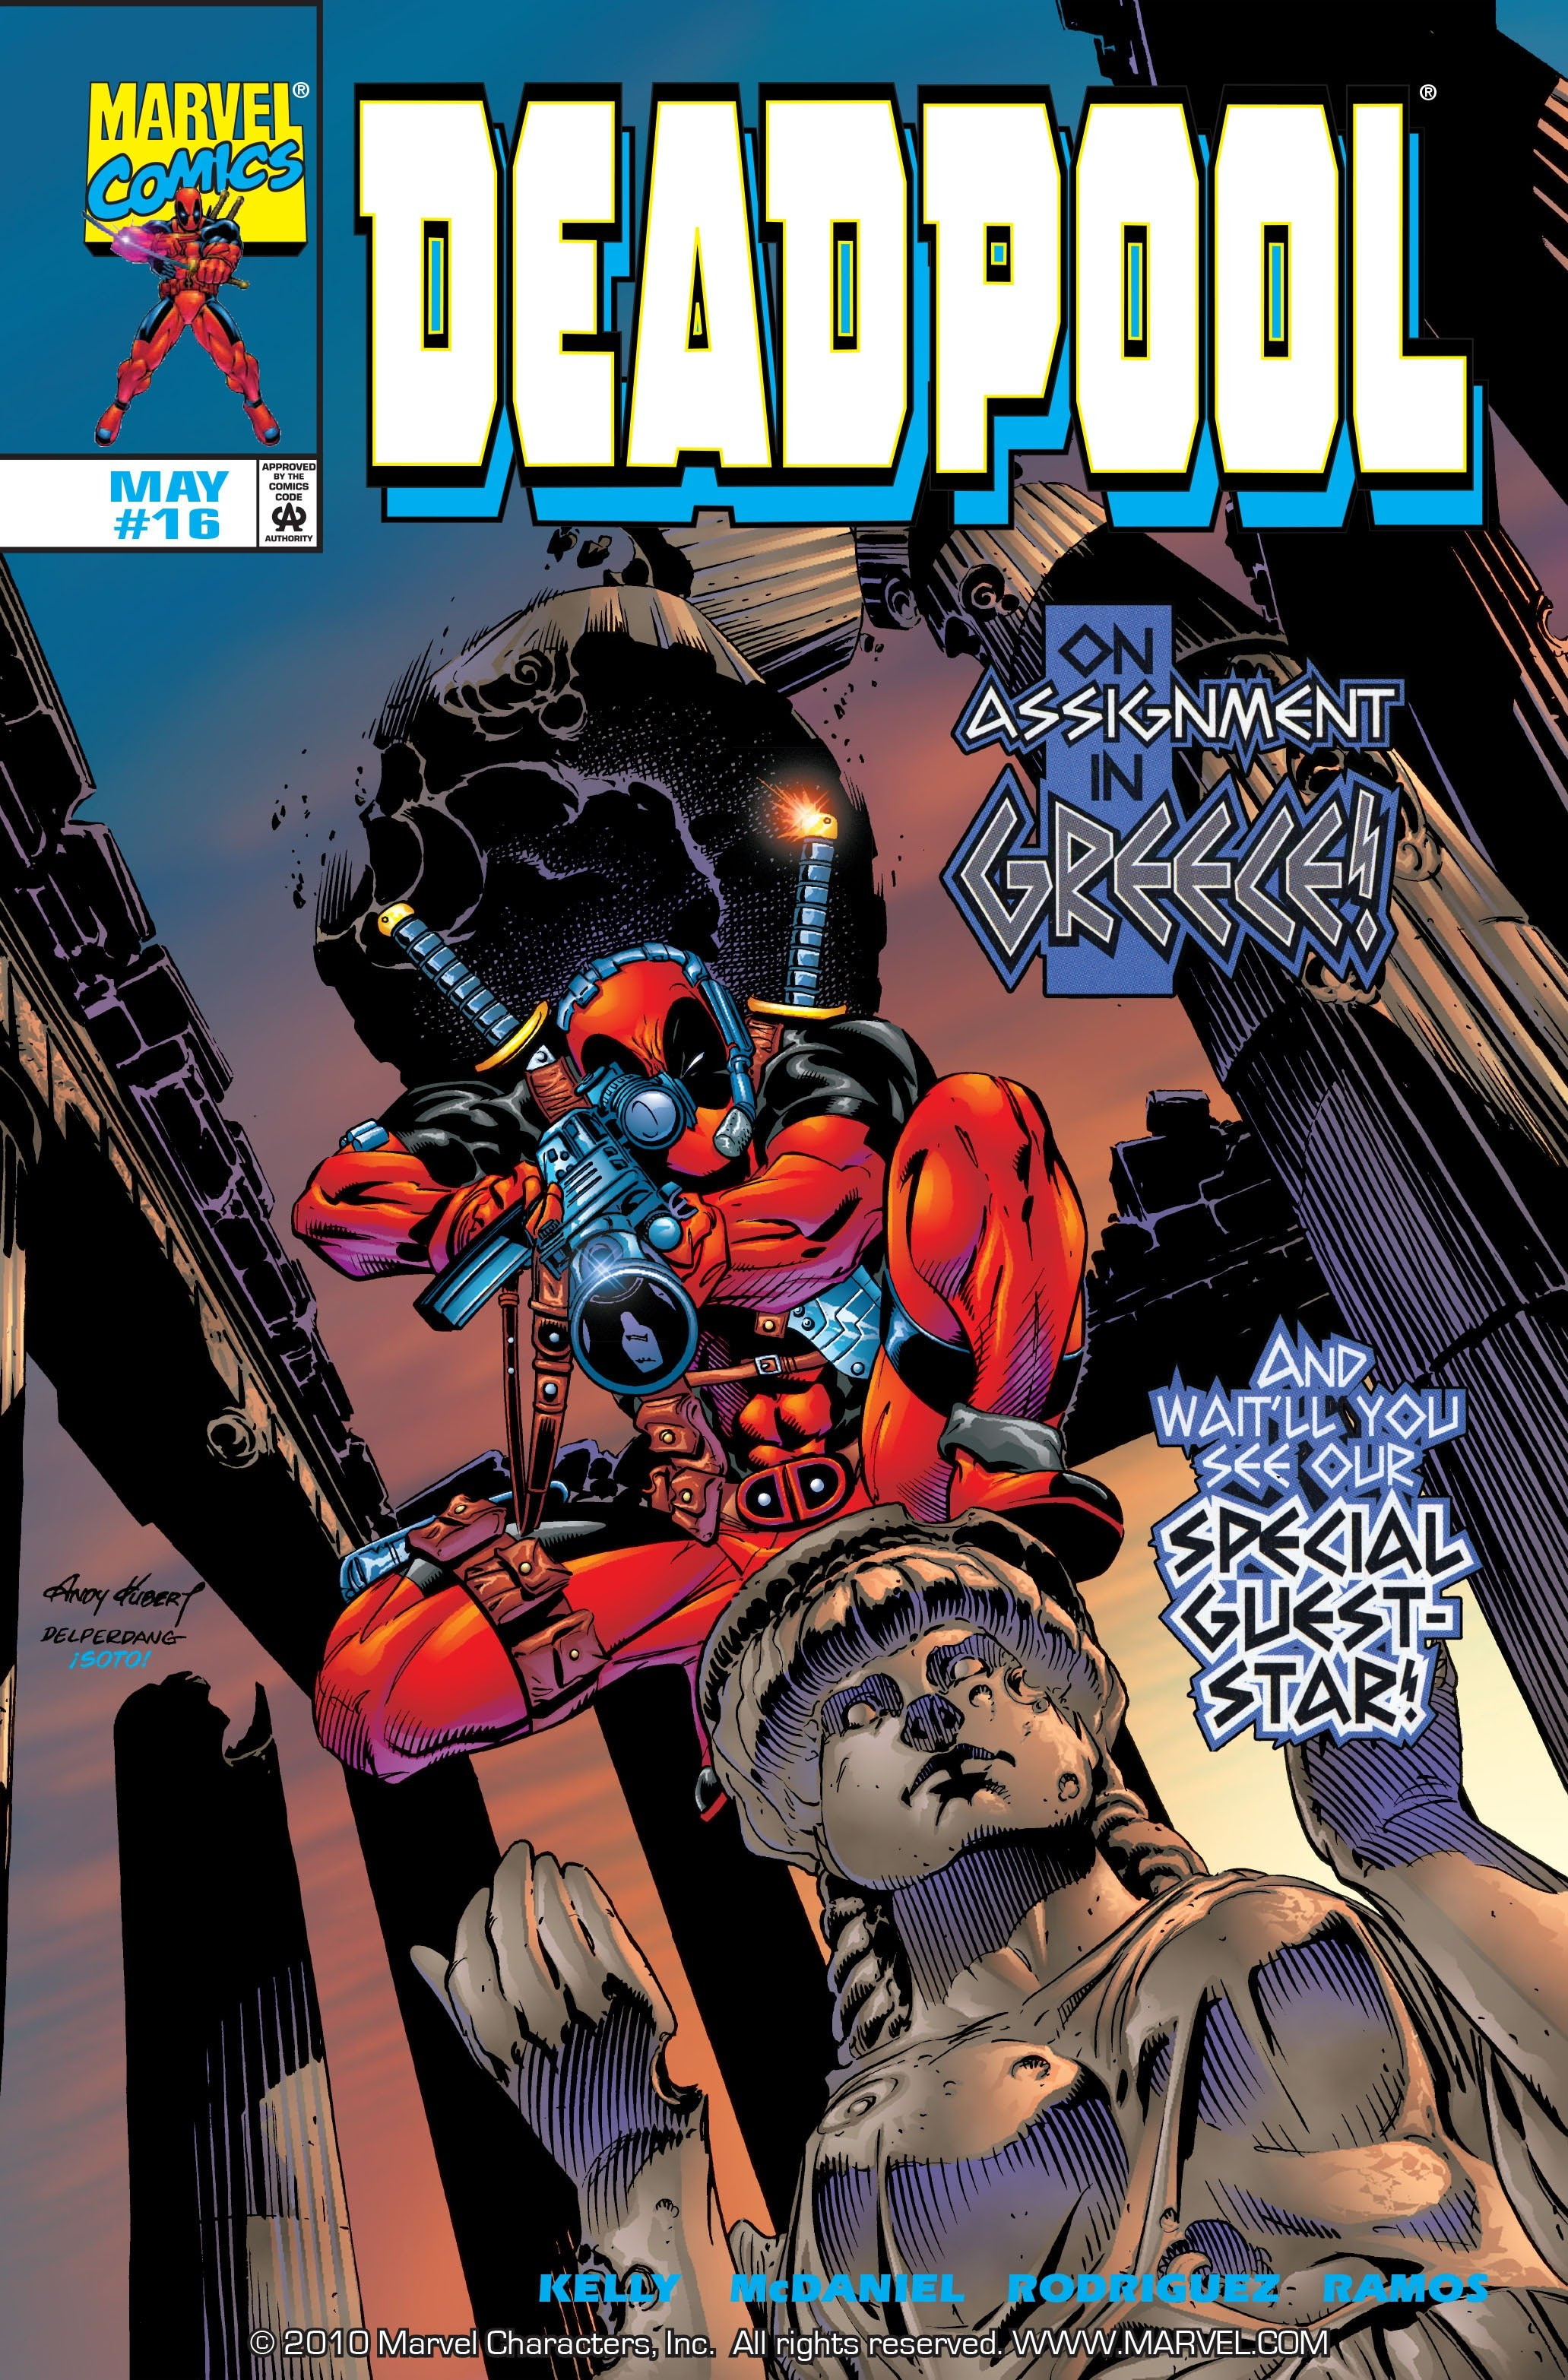 MARVEL®
COMICS
DEADPOOL®
MAY
#16
APPROVED
BY THE
COMICS
CODE
CA
AUTHORITY
ON
ASSIGNMENT
IN
GREECE!
AND
WAIT'LL YOU
SEE OUR
SPECIAL
GUEST-
STAR!
ANDY KUBERT
DELPERDANG
¡SOTO!
KELLY McDANIEL RODRIGUEZ RAMOS
© 2010 Marvel Characters, Inc. All rights reserved. WWW.MARVEL.COM